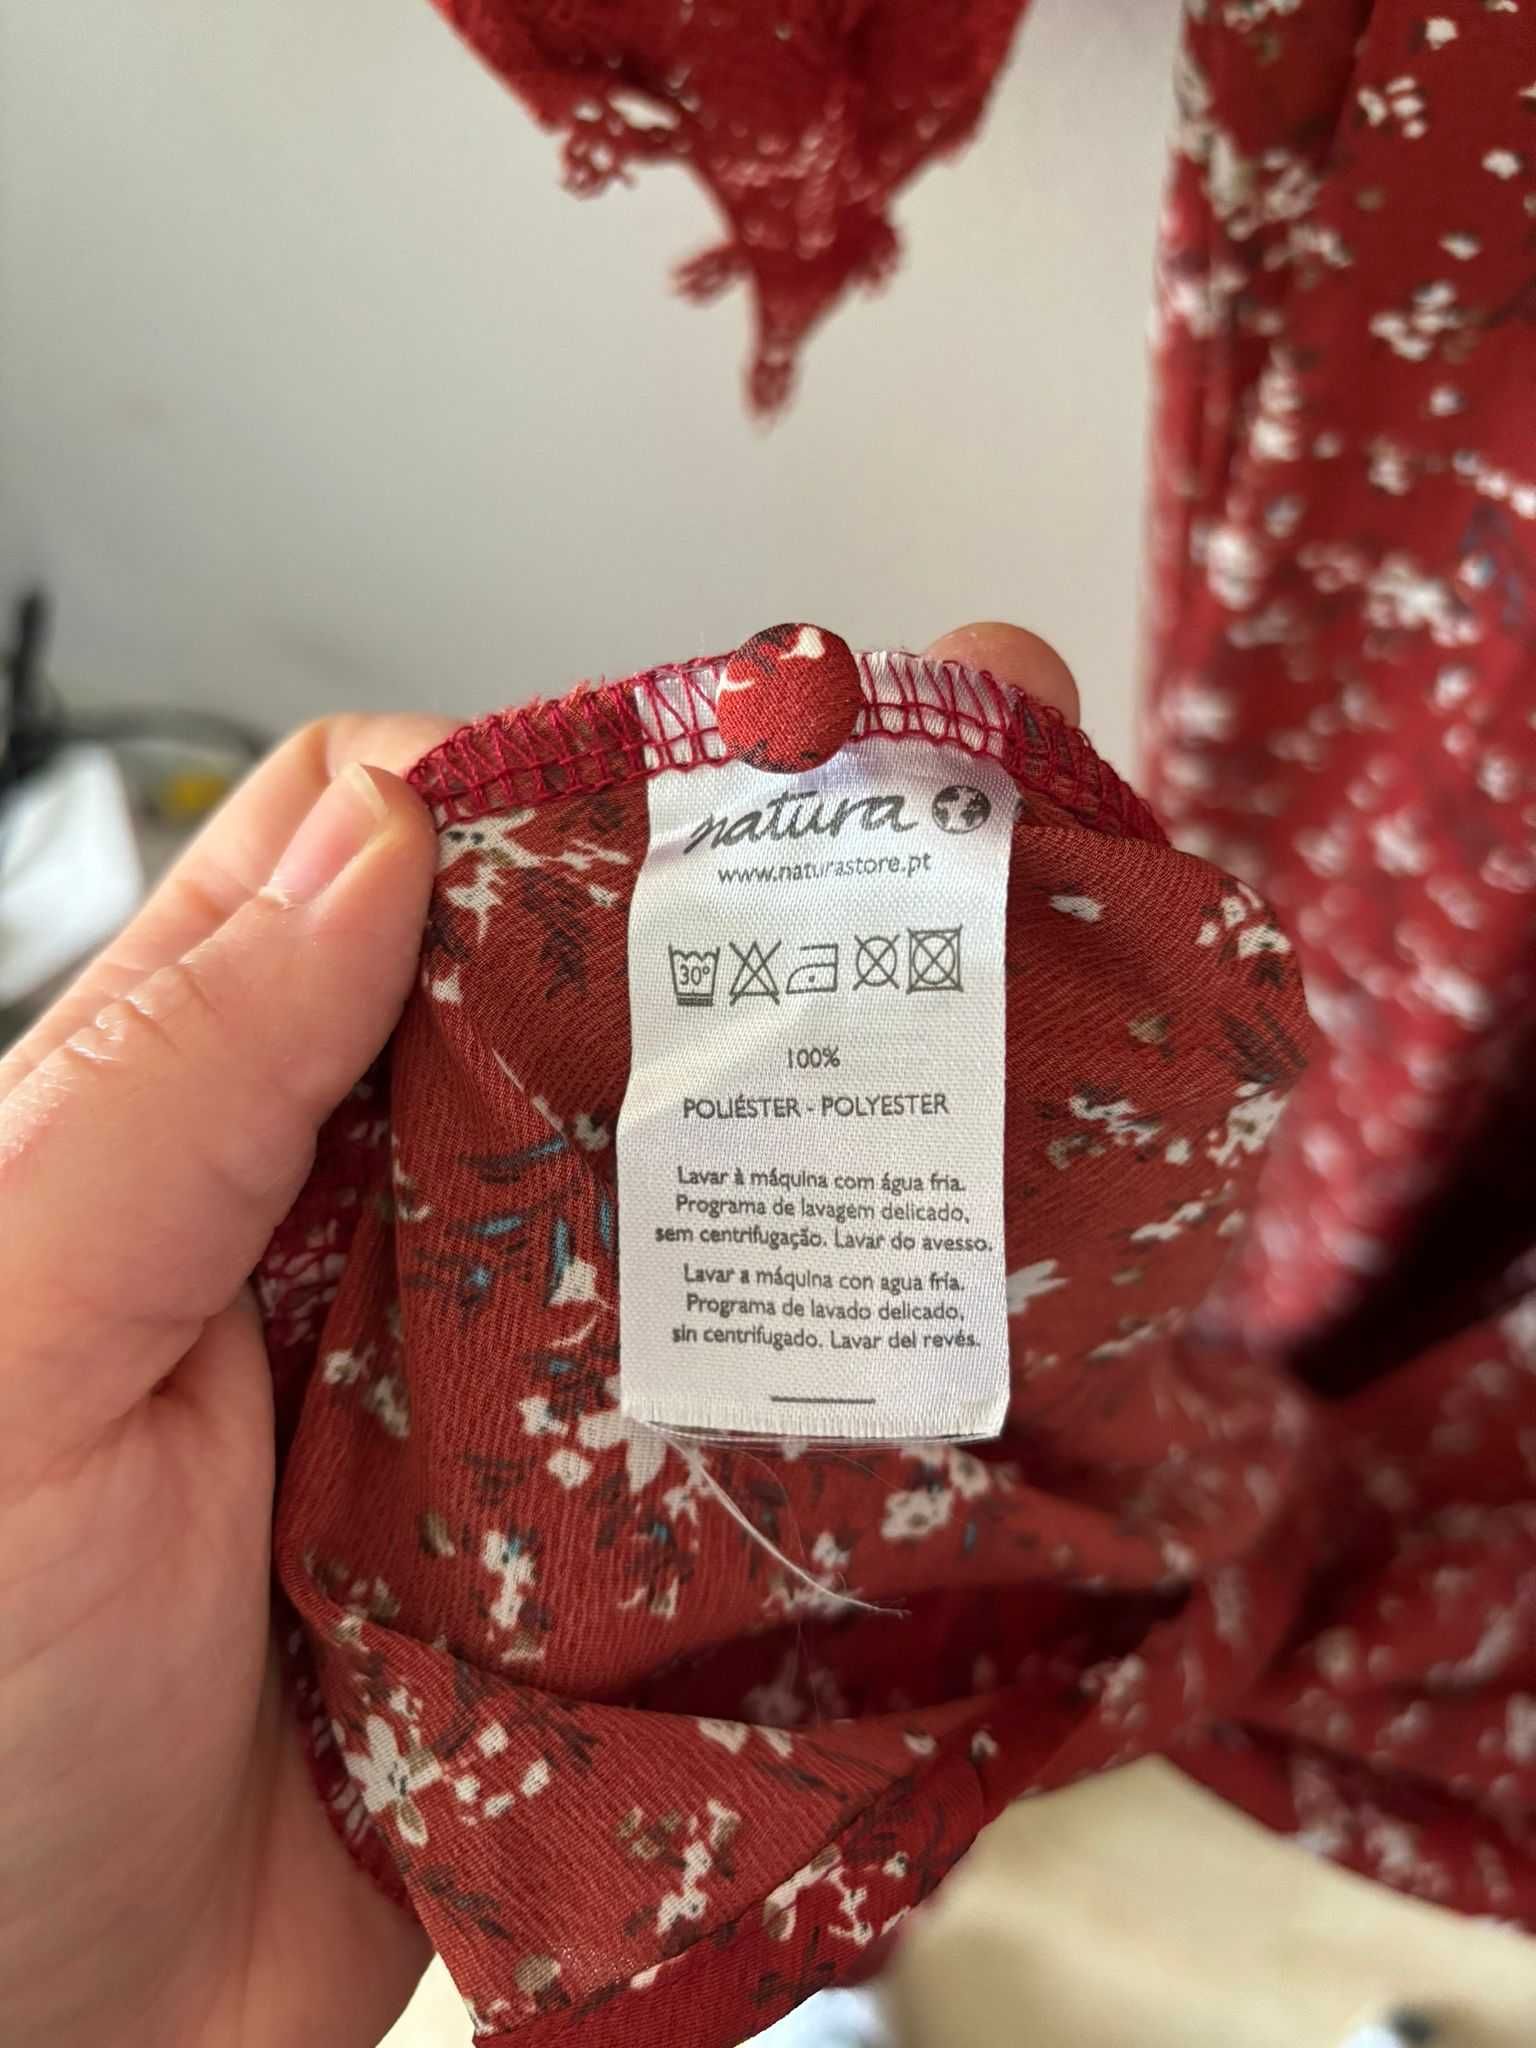 natura
www.naturastore.pt
30°
100%
POLIÉSTER - POLYESTER
Lavar à máquina com água fria.
Programa de lavagem delicado,
sem centrifugação. Lavar do avesso.
Lavar a máquina con agua fría.
Programa de lavado delicado,
sin centrifugado. Lavar del revés.